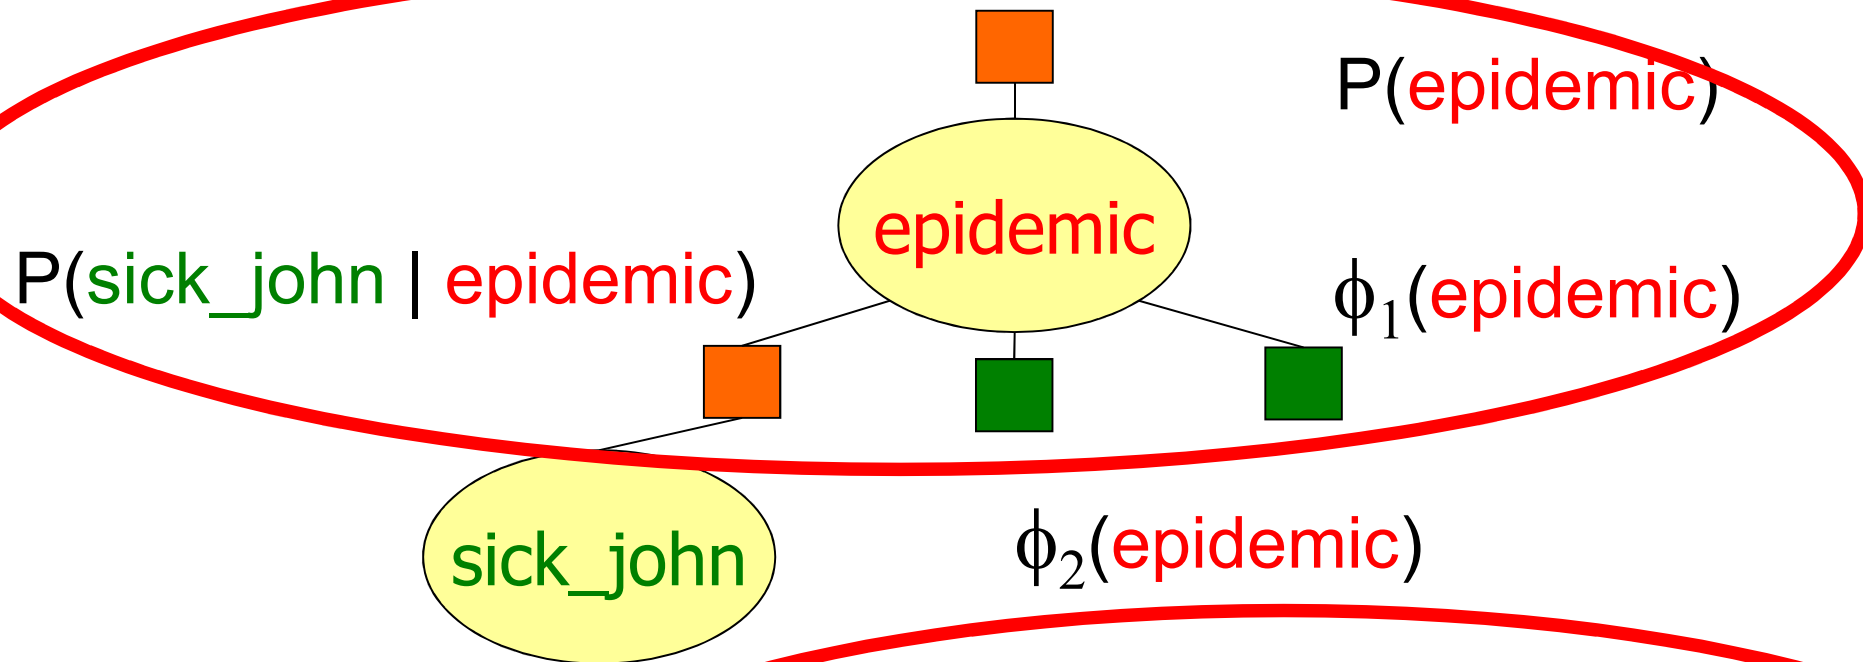 P(epidemic)
epidemic
P(sick_john | epidemic)
ϕ1(epidemic)
sick_john
ϕ2(epidemic)